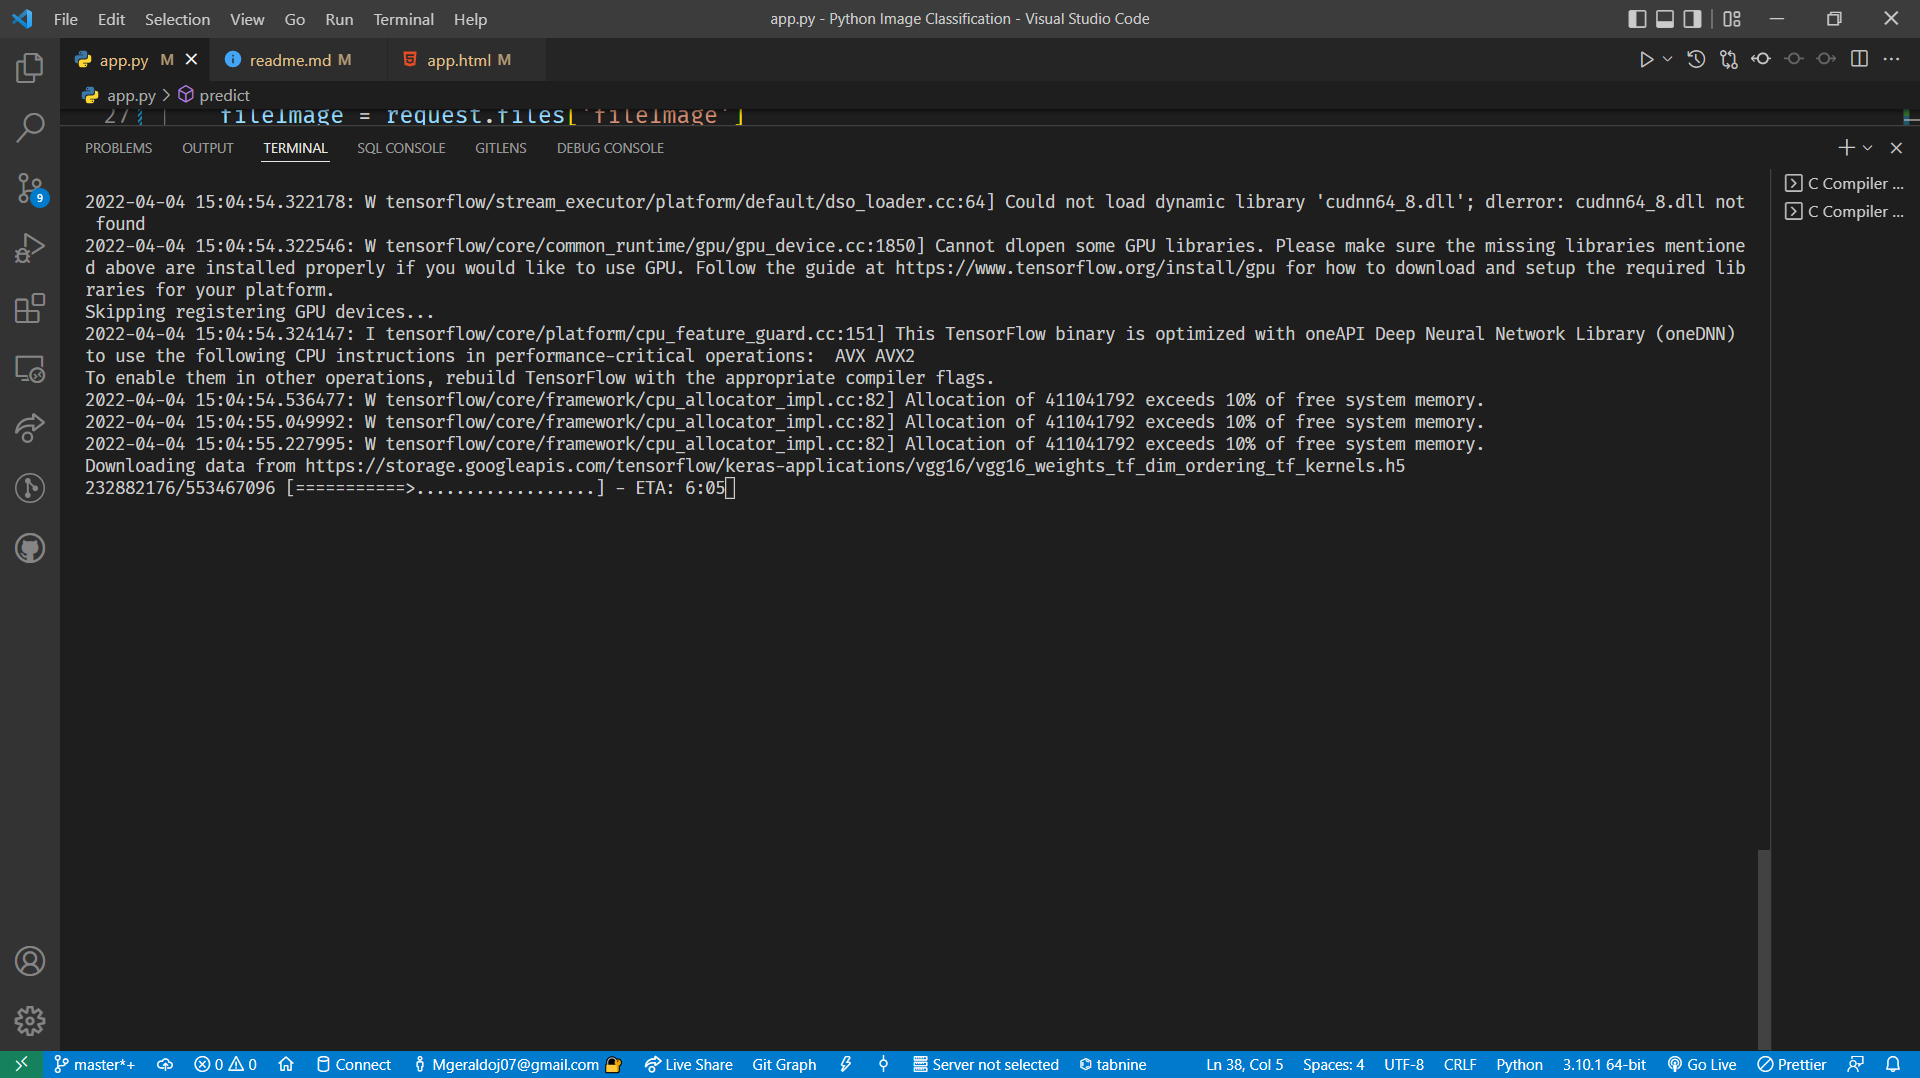 File Edit Selection View Go Run Terminal Help app.py - Python Image Classification - Visual Studio Code
app.py M readme.md M app.html M
app.py > predict
27 fileImage = request.files['fileImage']
PROBLEMS OUTPUT TERMINAL SQL CONSOLE GITLENS DEBUG CONSOLE
C Compiler ...
C Compiler ...
2022-04-04 15:04:54.322178: W tensorflow/stream_executor/platform/default/dso_loader.cc:64] Could not load dynamic library 'cudnn64_8.dll'; dlerror: cudnn64_8.dll not
found
2022-04-04 15:04:54.322546: W tensorflow/core/common_runtime/gpu/gpu_device.cc:1850] Cannot dlopen some GPU libraries. Please make sure the missing libraries mentione
d above are installed properly if you would like to use GPU. Follow the guide at https://www.tensorflow.org/install/gpu for how to download and setup the required lib
raries for your platform.
Skipping registering GPU devices...
2022-04-04 15:04:54.324147: I tensorflow/core/platform/cpu_feature_guard.cc:151] This TensorFlow binary is optimized with oneAPI Deep Neural Network Library (oneDNN)
to use the following CPU instructions in performance-critical operations:  AVX AVX2
To enable them in other operations, rebuild TensorFlow with the appropriate compiler flags.
2022-04-04 15:04:54.536477: W tensorflow/core/framework/cpu_allocator_impl.cc:82] Allocation of 411041792 exceeds 10% of free system memory.
2022-04-04 15:04:55.049992: W tensorflow/core/framework/cpu_allocator_impl.cc:82] Allocation of 411041792 exceeds 10% of free system memory.
2022-04-04 15:04:55.227995: W tensorflow/core/framework/cpu_allocator_impl.cc:82] Allocation of 411041792 exceeds 10% of free system memory.
Downloading data from https://storage.googleapis.com/tensorflow/keras-applications/vgg16/vgg16_weights_tf_dim_ordering_tf_kernels.h5
232882176/553467096 [===========>..................] - ETA: 6:05
9
master*+ 0 0 Connect Mgeraldoj07@gmail.com Live Share Git Graph Server not selected tabnine Ln 38, Col 5 Spaces: 4 UTF-8 CRLF Python 3.10.1 64-bit Go Live Prettier